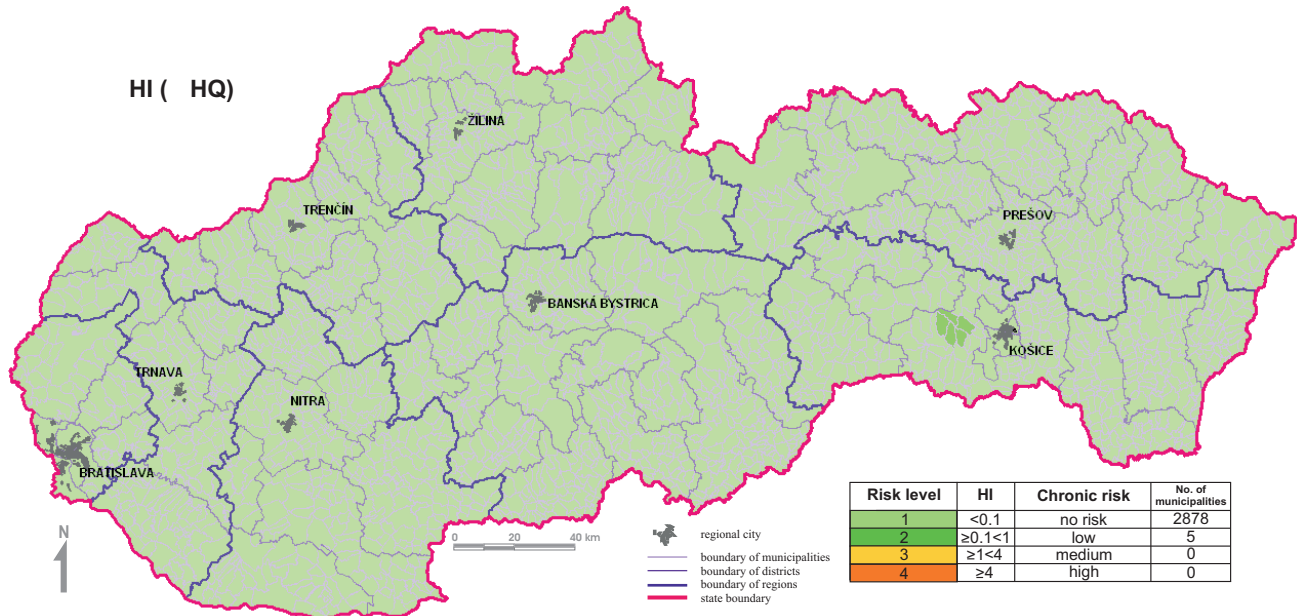 HI ( HQ)
ŽILINA
TRENČÍN
PREŠOV
BANSKÁ BYSTRICA
KOŠICE
TRNAVA
NITRA
BRATISLAVA
N
0 20 40 km
regional city
boundary of municipalities
boundary of districts
boundary of regions
state boundary
Risk level HI Chronic risk No. of municipalities
1 <0.1 no risk 2878
2 ≥0.1<1 low 5
3 ≥1<4 medium 0
4 ≥4 high 0